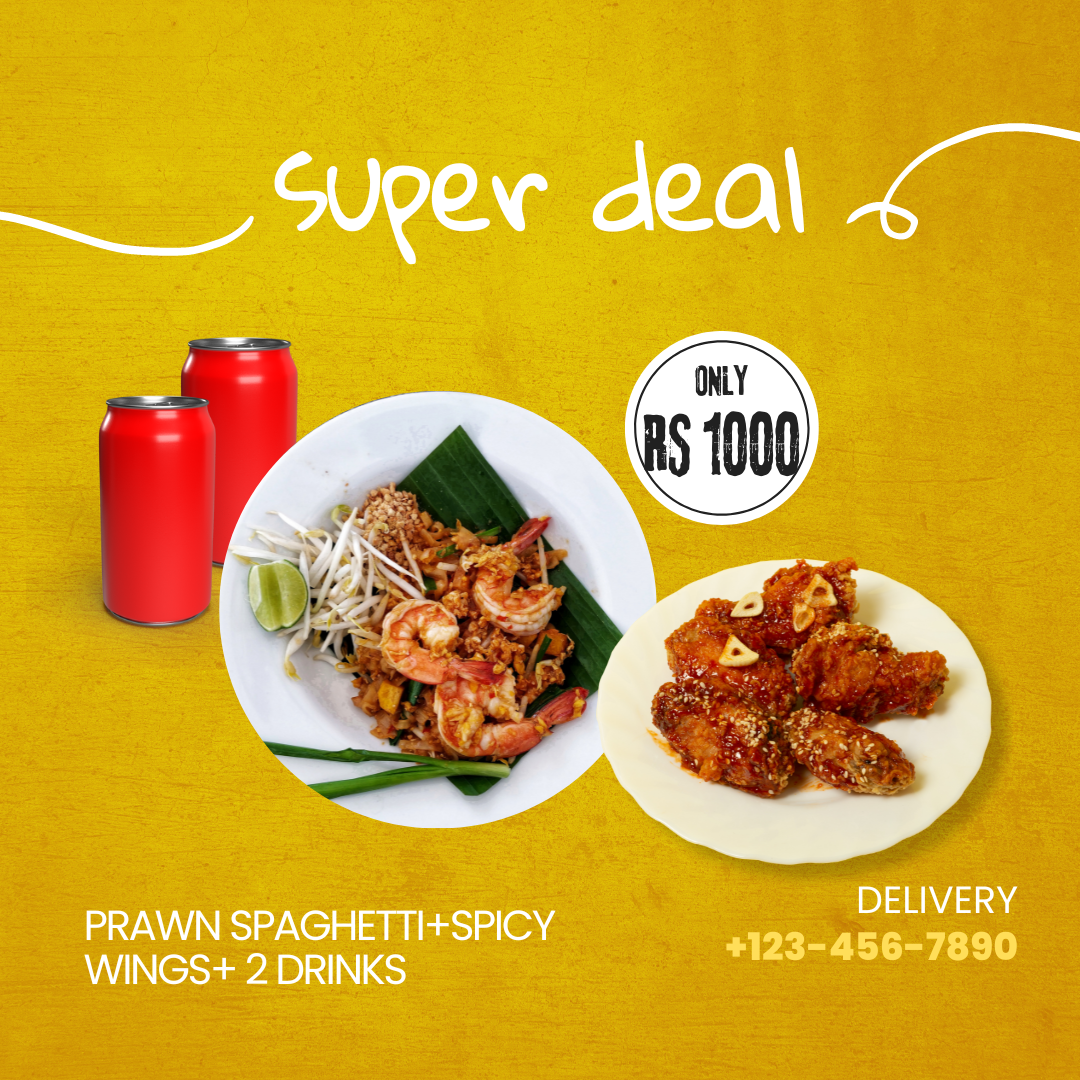 super deal
ONLY
RS 1000
PRAWN SPAGHETTI+SPICY
WINGS+ 2 DRINKS
DELIVERY
+123-456-7890